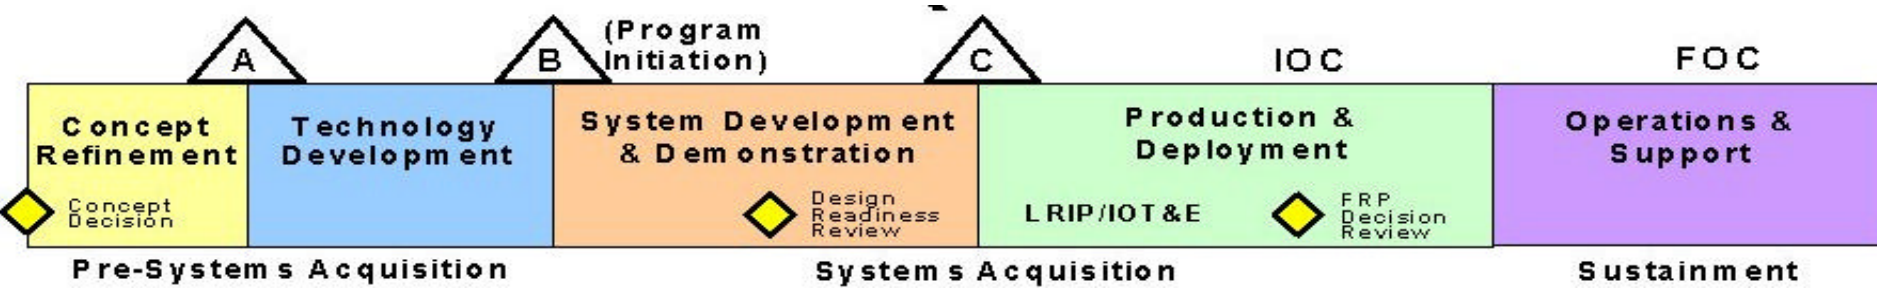 A
B
(Program
Initiation)
C
IOC
FOC
Concept
Refinement
Technology
Development
System Development
& Demonstration
Production &
Deployment
Operations &
Support
Concept
Decision
Design
Readiness
Review
LRIP/IOT&E
FRP
Decision
Review
Pre-Systems Acquisition
Systems Acquisition
Sustainment